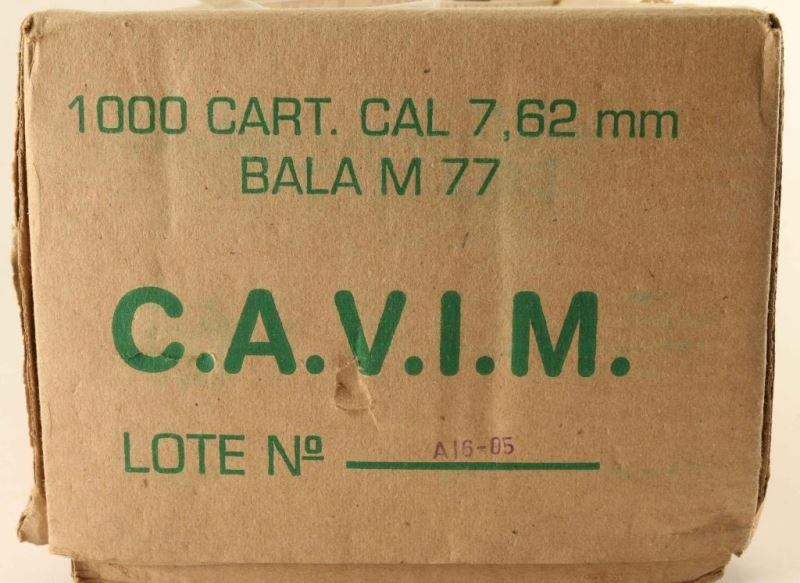 1000 CART. CAL 7,62 mm
BALA M 77
C.A.V.I.M.
LOTE Nº A16-05